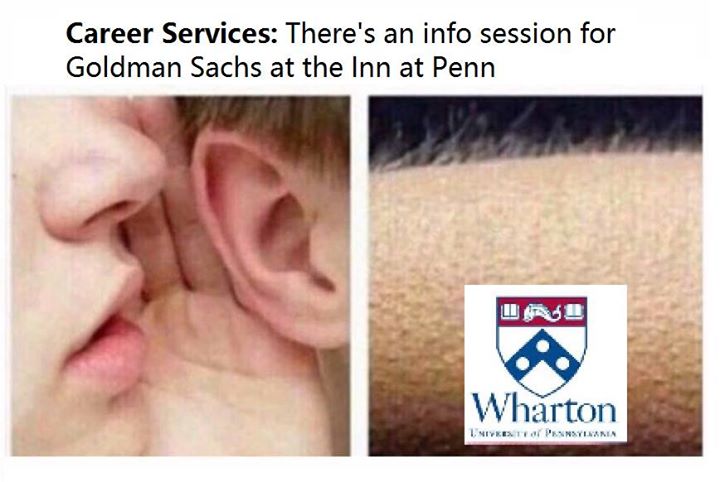 Career Services: There's an info session for
Goldman Sachs at the Inn at Penn
Wharton
UNIVERSITY of PENNSYLVANIA